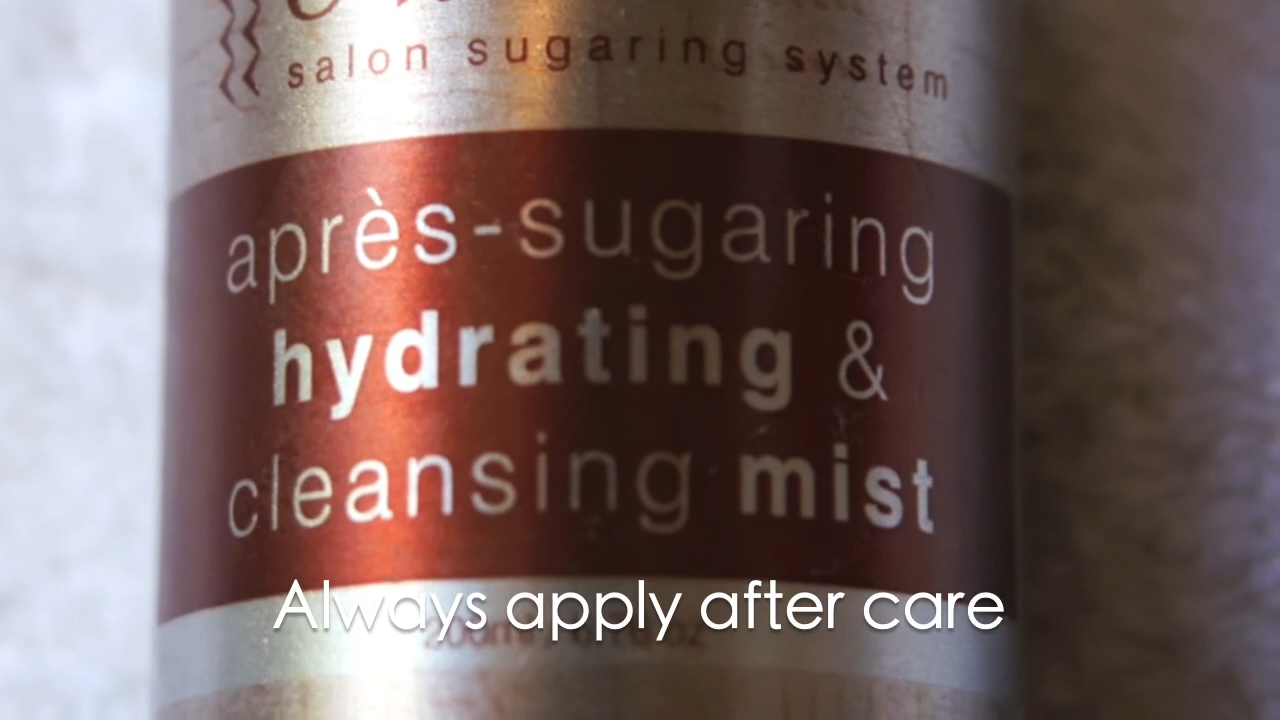 salon sugaring system
après-sugaring
hydrating &
cleansing mist
Always apply after care